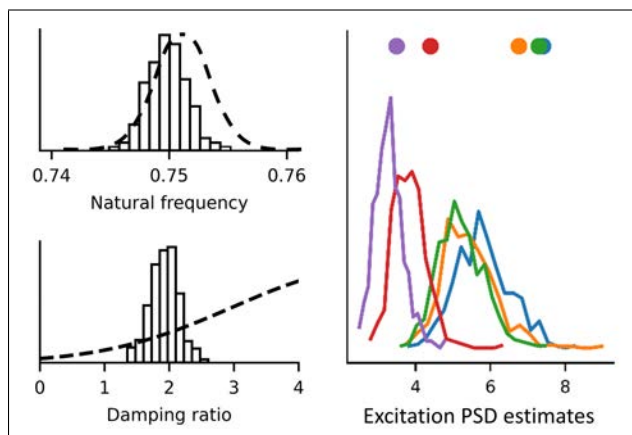 0.74 0.75 0.76
Natural frequency
0 1 2 3 4
Damping ratio
4 6 8
Excitation PSD estimates